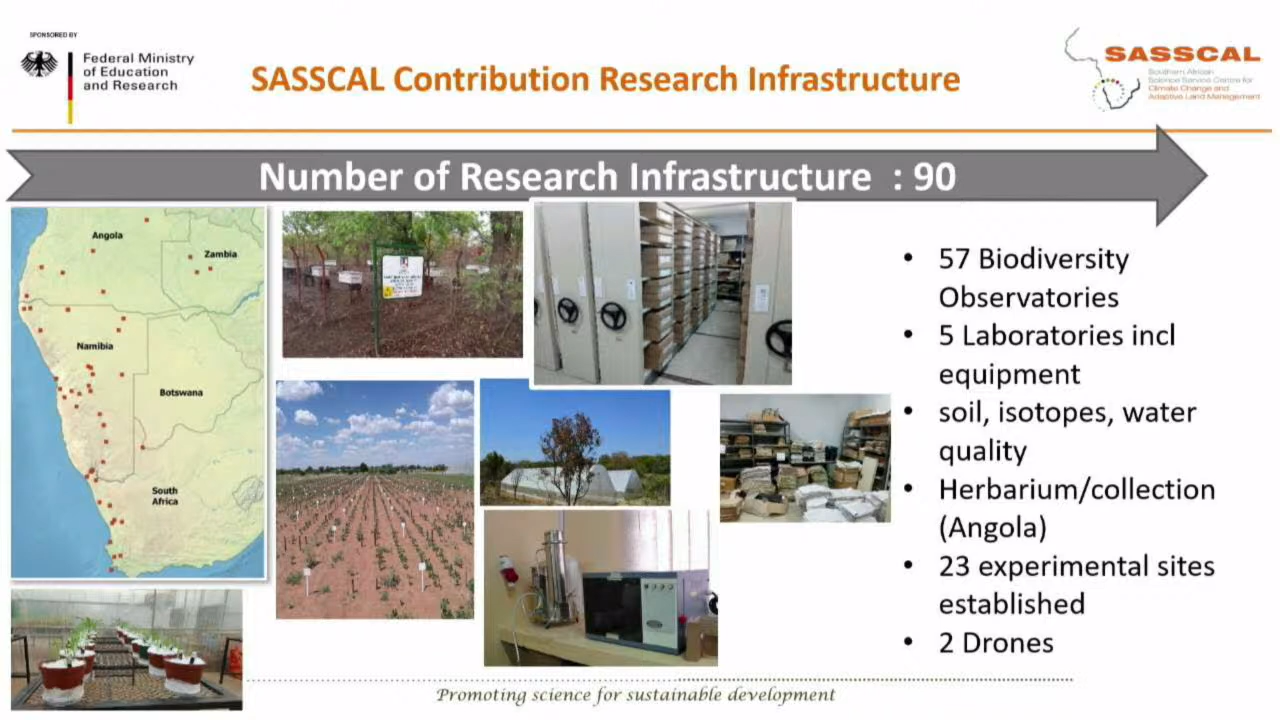 SPONSORED BY
Federal Ministry
of Education
and Research
SASSCAL Contribution Research Infrastructure
SASSCAL
Southern African
Science Service Centre for
Climate Change and
Adaptive Land Management
Number of Research Infrastructure : 90
Angola
Zambia
Namibia
Botswana
South
Africa
• 57 Biodiversity
Observatories
• 5 Laboratories incl
equipment
• soil, isotopes, water
quality
• Herbarium/collection
(Angola)
• 23 experimental sites
established
• 2 Drones
Promoting science for sustainable development